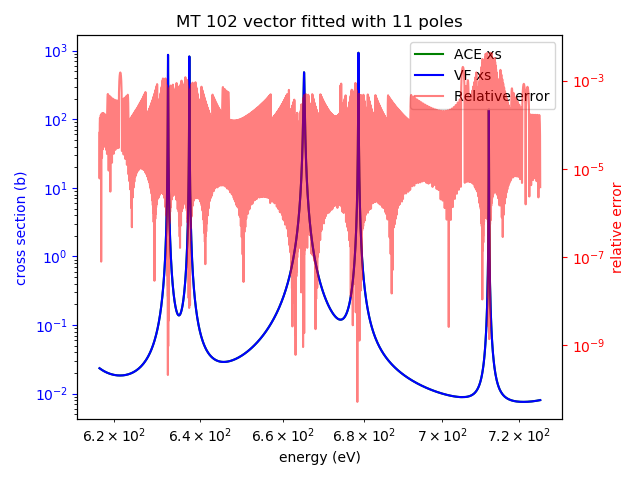 MT 102 vector fitted with 11 poles
ACE xs
VF xs
Relative error
10³
10²
10¹
10⁰
10⁻¹
10⁻²
cross section (b)
10⁻³
10⁻⁵
10⁻⁷
10⁻⁹
relative error
6.2 × 10² 6.4 × 10² 6.6 × 10² 6.8 × 10² 7 × 10² 7.2 × 10²
energy (eV)